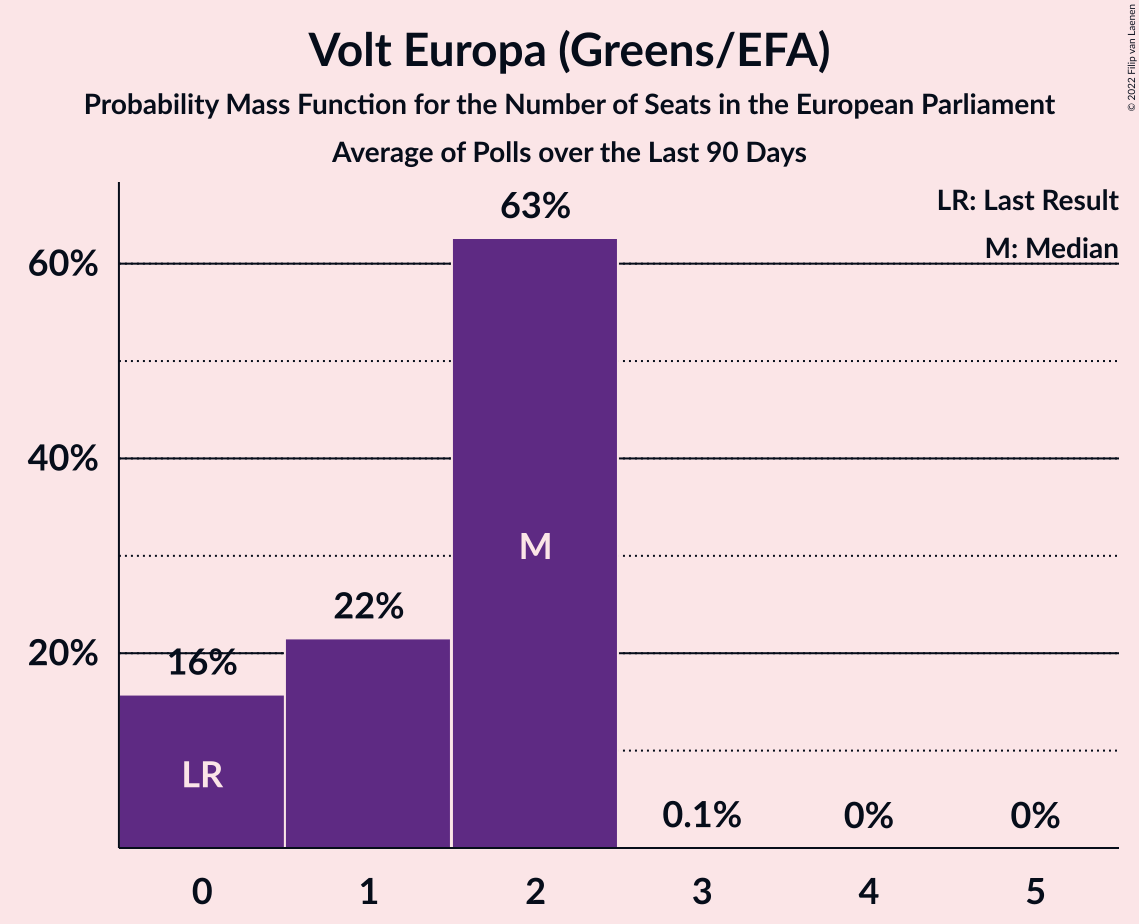 Volt Europa (Greens/EFA)
Probability Mass Function for the Number of Seats in the European Parliament
Average of Polls over the Last 90 Days
© 2022 Filip van Laenen
LR: Last Result
M: Median
63%
60%
40%
M
22%
20%
16%
LR
0.1%
0%
0%
0
1
2
3
4
5